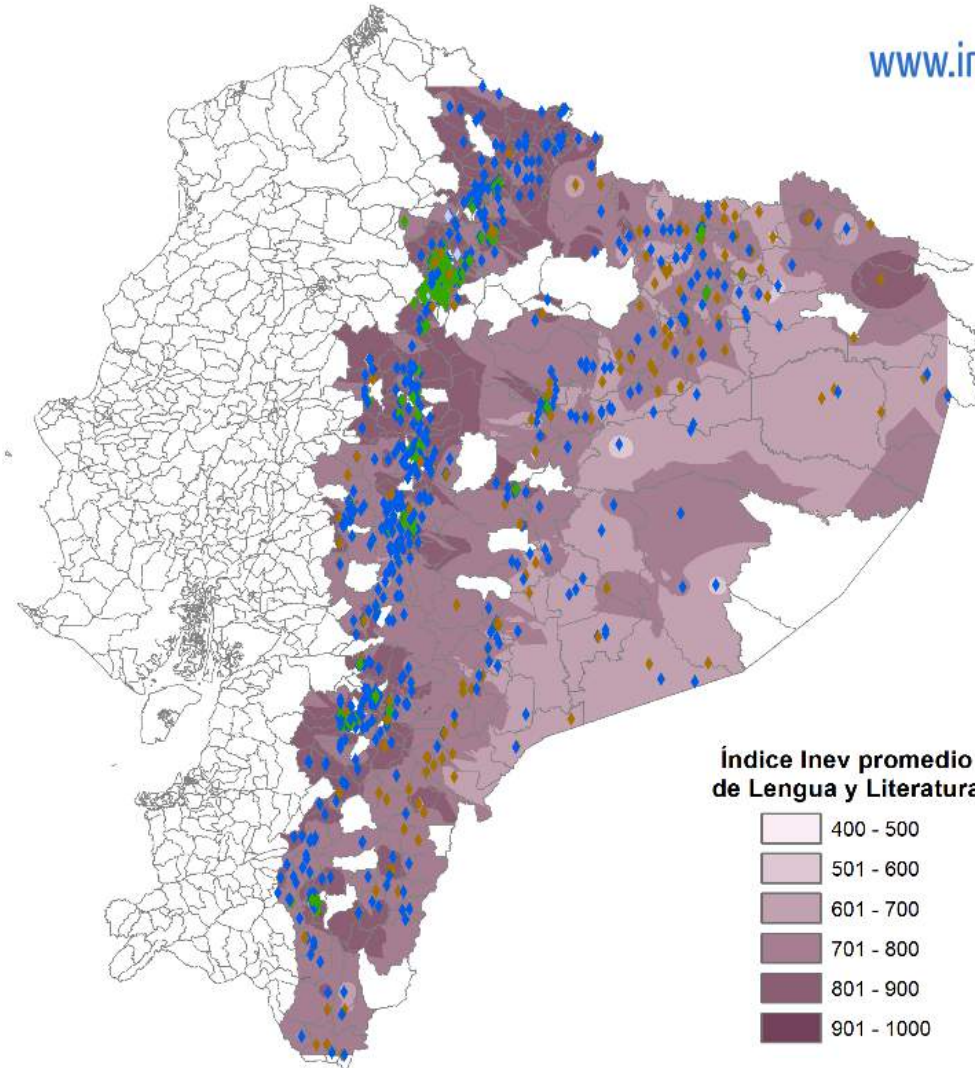 www.in
Índice Inev promedio
de Lengua y Literatura
400 - 500
501 - 600
601 - 700
701 - 800
801 - 900
901 - 1000